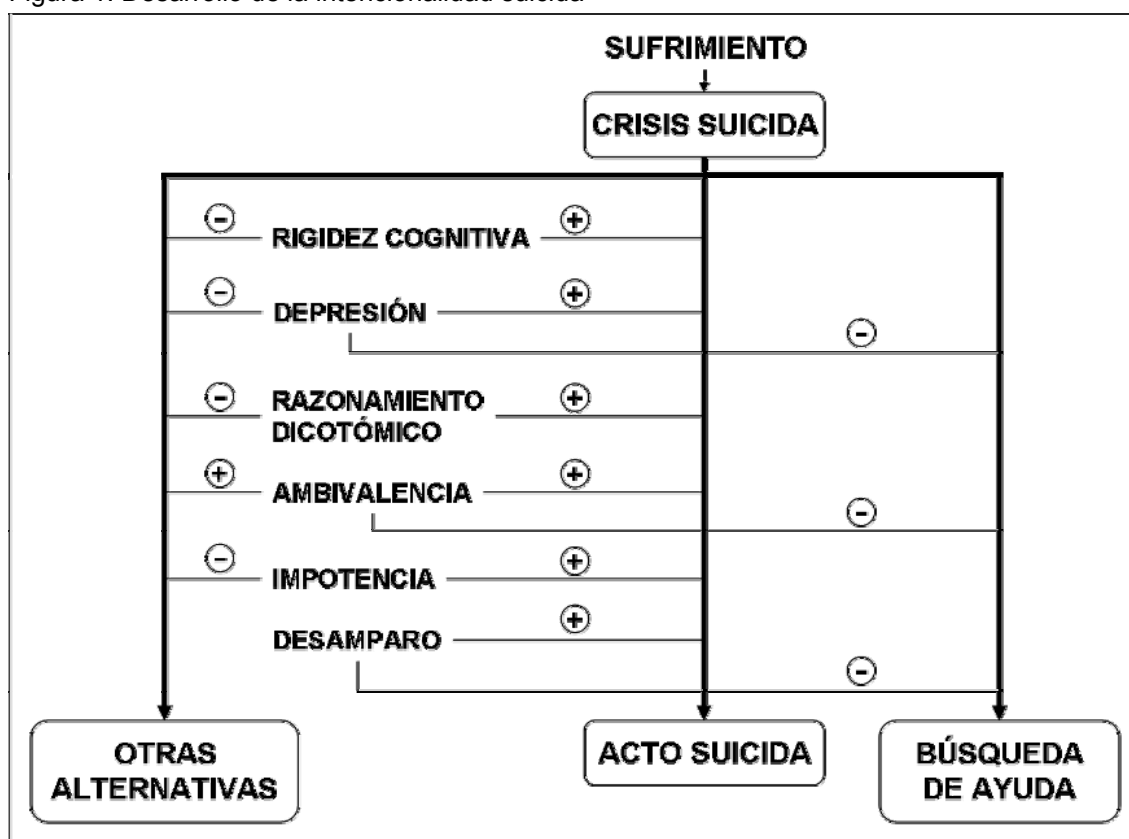 Figura 1. Desarrollo de la intencionalidad suicida
SUFRIMIENTO
CRISIS SUICIDA
- RIGIDEZ COGNITIVA +
- DEPRESIÓN +
-
- RAZONAMIENTO +
DICOTÓMICO
+ AMBIVALENCIA +
-
- IMPOTENCIA +
DESAMPARO +
-
OTRAS
ALTERNATIVAS
ACTO SUICIDA
BÚSQUEDA
DE AYUDA